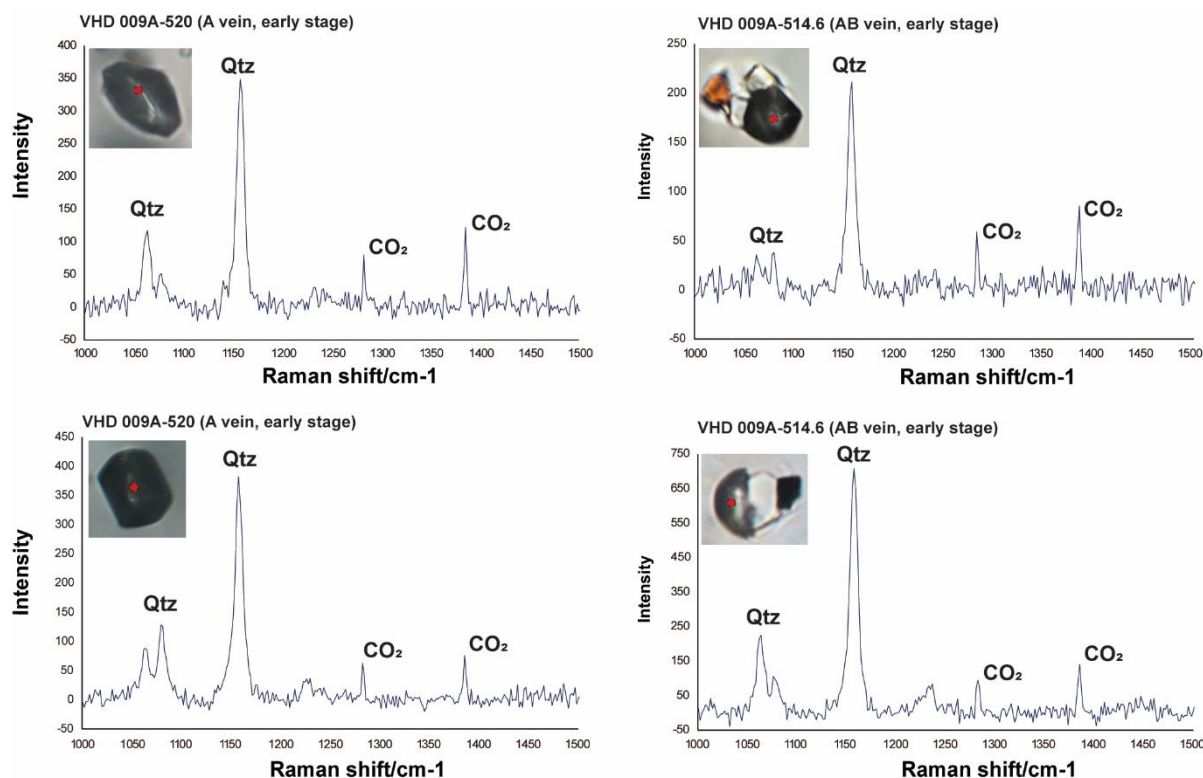 VHD 009A-520 (A vein, early stage)
400
350
300
250
200
150
100
50
0
-50
Intensity
Qtz
Qtz
CO₂
CO₂
1000 1050 1100 1150 1200 1250 1300 1350 1400 1450 1500
Raman shift/cm-1
VHD 009A-514.6 (AB vein, early stage)
250
200
150
100
50
0
-50
Intensity
Qtz
Qtz
CO₂
CO₂
1000 1050 1100 1150 1200 1250 1300 1350 1400 1450 1500
Raman shift/cm-1
VHD 009A-520 (A vein, early stage)
450
400
350
300
250
200
150
100
50
0
-50
Intensity
Qtz
Qtz
CO₂
CO₂
1000 1050 1100 1150 1200 1250 1300 1350 1400 1450 1500
Raman shift/cm-1
VHD 009A-514.6 (AB vein, early stage)
750
650
550
450
350
250
150
50
-50
Intensity
Qtz
Qtz
CO₂
CO₂
1000 1050 1100 1150 1200 1250 1300 1350 1400 1450 1500
Raman shift/cm-1